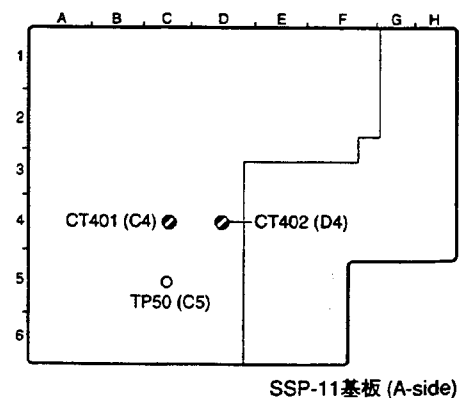 A B C D E F G H
1
2
3
4
CT401 (C4) CT402 (D4)
5
TP50 (C5)
6
SSP-11基板 (A-side)